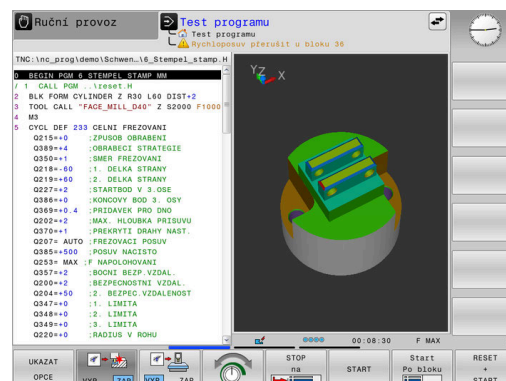 Ruční provoz
Test programu
Test programu
Rychloposuv přerušit u bloku 36
TNC:\nc_prog\demo\Schwen…\6_Stempel_stamp.H
0 BEGIN PGM 6_STEMPEL_STAMP MM
/ 1 CALL PGM ..\reset.H
2 BLK FORM CYLINDER Z R30 L60 DIST+2
3 TOOL CALL "FACE_MILL_D40" Z S2000 F1000
4 M3
5 CYCL DEF 233 CELNI FREZOVANI
Q215=+0 ;ZPUSOB OBRABENI
Q389=+4 ;OBRABECI STRATEGIE
Q350=+1 ;SMER FREZOVANI
Q218=-60 ;1. DELKA STRANY
Q219=+60 ;2. DELKA STRANY
Q227=+2 ;STARTBOD V 3.OSE
Q386=+0 ;KONCOVY BOD 3. OSY
Q369=+0.4 ;PRIDAVEK PRO DNO
Q202=+2 ;MAX. HLOUBKA PRISUVU
Q370=+1 ;PREKRYTI DRAHY NAST.
Q207= AUTO ;FREZOVACI POSUV
Q385=+500 ;POSUV NACISTO
Q253= MAX ;F NAPOLOHOVANI
Q357=+2 ;BOCNI BEZP.VZDAL.
Q200=+2 ;BEZPECNOSTNI VZDAL.
Q204=+50 ;2. BEZPEC.VZDALENOST
Q347=+0 ;1. LIMITA
Q348=+0 ;2. LIMITA
Q349=+0 ;3. LIMITA
Q220=+0 ;RADIUS V ROHU
Y Z X
00:08:30 F MAX
UKAZAT
OPCE
VYP ZAP
VYP ZAP
STOP
na
START
Start
Po bloku
RESET
+
START